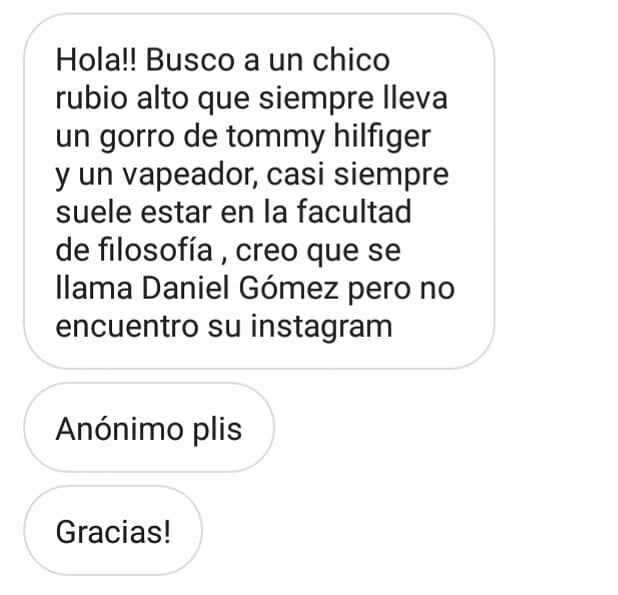 Hola!! Busco a un chico
rubio alto que siempre lleva
un gorro de tommy hilfiger
y un vapeador, casi siempre
suele estar en la facultad
de filosofía , creo que se
llama Daniel Gómez pero no
encuentro su instagram
Anónimo plis
Gracias!